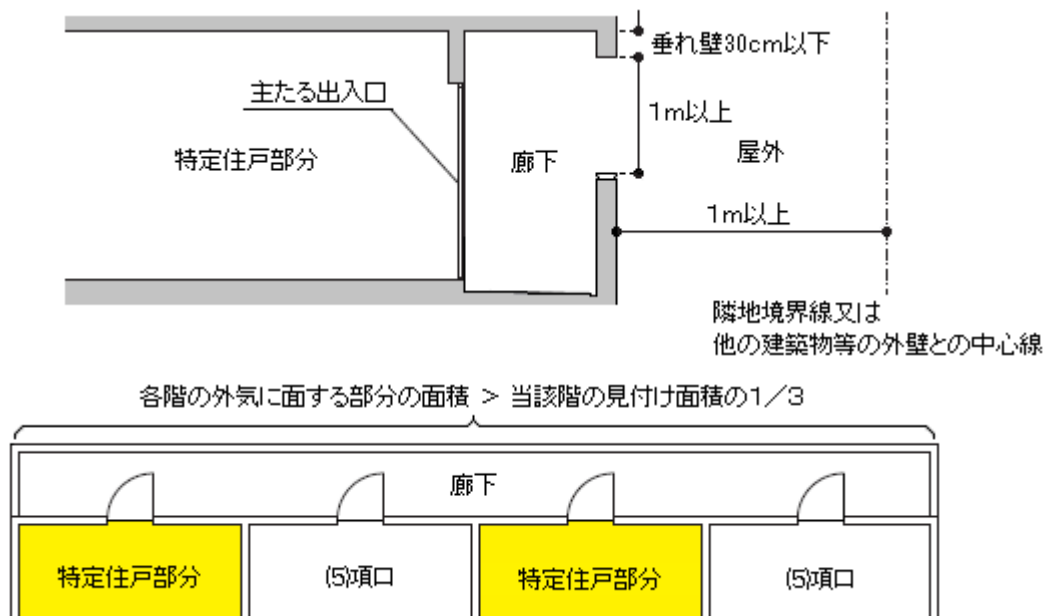 垂れ壁30cm以下
主たる出入口
1m以上
特定住戸部分
廊下
屋外
1m以上
隣地境界線又は
他の建築物等の外壁との中心線
各階の外気に面する部分の面積 > 当該階の見付け面積の1/3
廊下
特定住戸部分
(5)項ロ
特定住戸部分
(5)項ロ